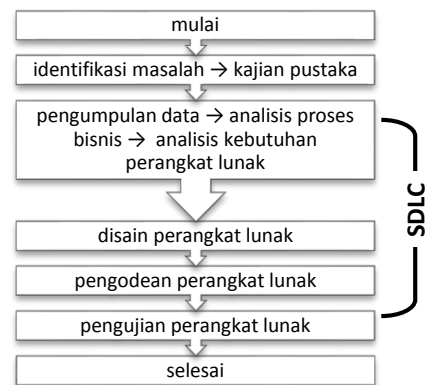 mulai
identifikasi masalah → kajian pustaka
pengumpulan data → analisis proses
bisnis → analisis kebutuhan
perangkat lunak
SDLC
disain perangkat lunak
pengodean perangkat lunak
pengujian perangkat lunak
selesai